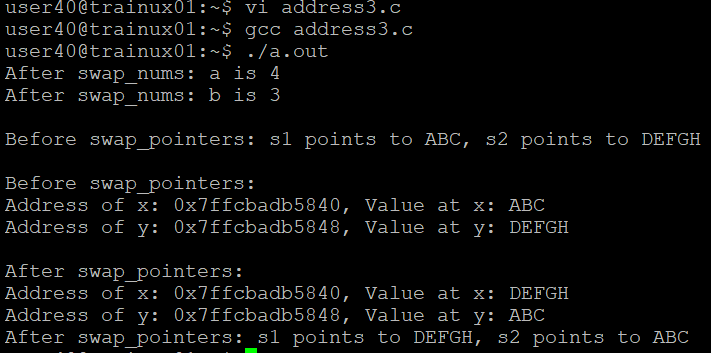 user40@trainux01:~$ vi address3.c
user40@trainux01:~$ gcc address3.c
user40@trainux01:~$ ./a.out
After swap_nums: a is 4
After swap_nums: b is 3
Before swap_pointers: s1 points to ABC, s2 points to DEFGH
Before swap_pointers:
Address of x: 0x7ffcbadb5840, Value at x: ABC
Address of y: 0x7ffcbadb5848, Value at y: DEFGH
After swap_pointers:
Address of x: 0x7ffcbadb5840, Value at x: DEFGH
Address of y: 0x7ffcbadb5848, Value at y: ABC
After swap_pointers: s1 points to DEFGH, s2 points to ABC